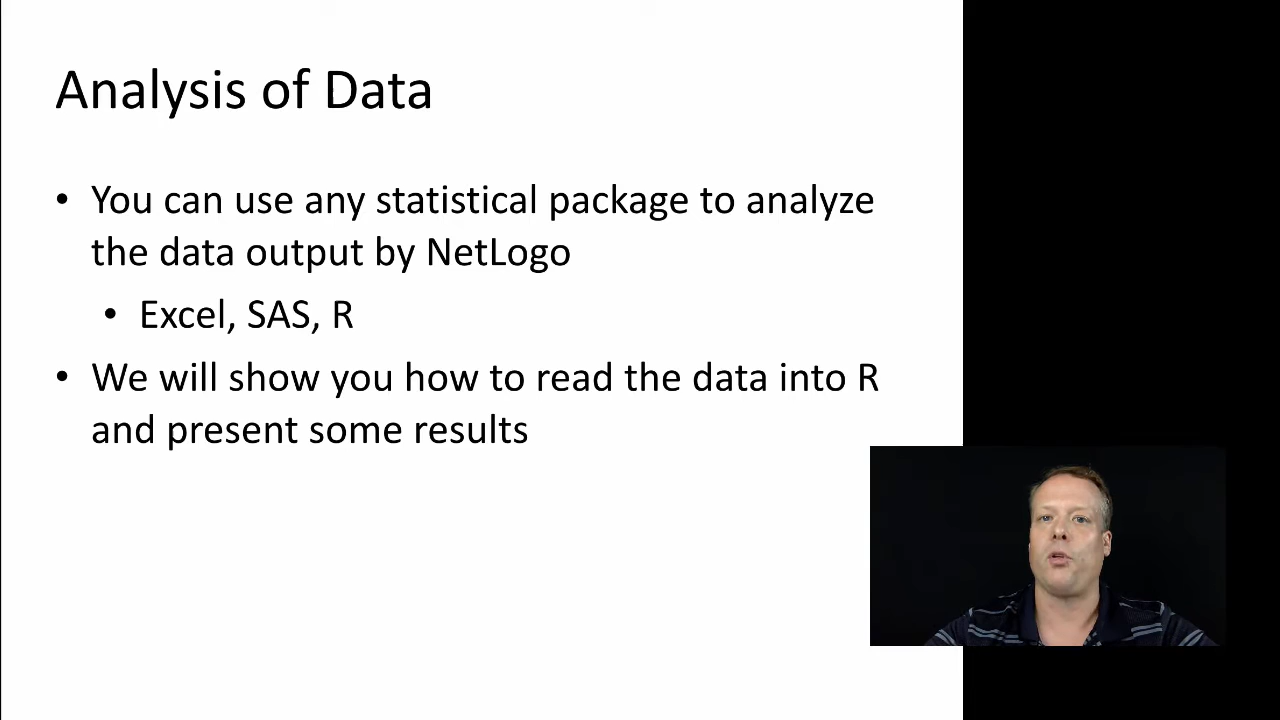 Analysis of Data
• You can use any statistical package to analyze
the data output by NetLogo
• Excel, SAS, R
• We will show you how to read the data into R
and present some results